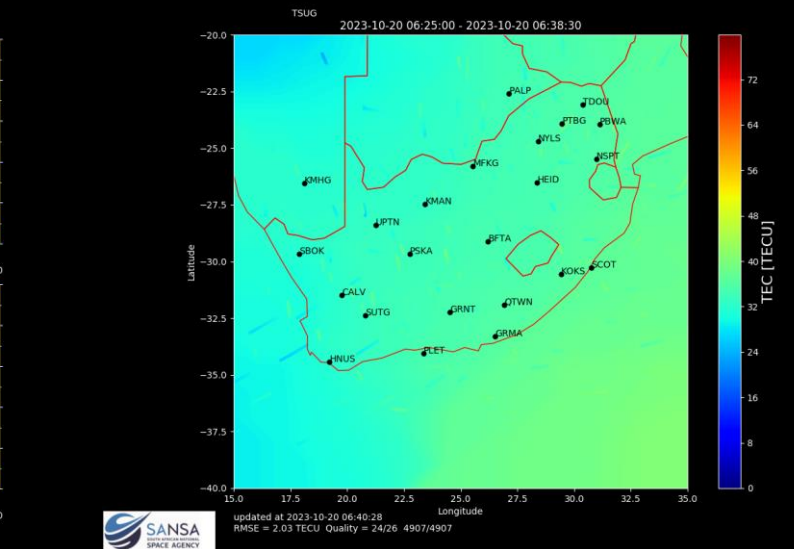 TSUG
2023-10-20 06:25:00 - 2023-10-20 06:38:30
−20.0
−22.5
−25.0
−27.5
−30.0
−32.5
−35.0
−37.5
−40.0
Latitude
PALP
TDOU
PTBG
PBWA
NYLS
NSPT
MFKG
KMHG
HEID
KMAN
UPTN
BFTA
SBOK
PSKA
SCOT
KOKS
CALV
SUTG
GRNT
QTWN
GRMA
PLET
HNUS
15.0 17.5 20.0 22.5 25.0 27.5 30.0 32.5 35.0
Longitude
72
64
56
48
40
32
24
16
8
0
TEC [TECU]
SANSA
SOUTH AFRICAN NATIONAL
SPACE AGENCY
updated at 2023-10-20 06:40:28
RMSE = 2.03 TECU Quality = 24/26 4907/4907